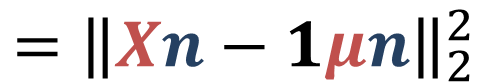 = ‖Xn − 1μn‖₂²